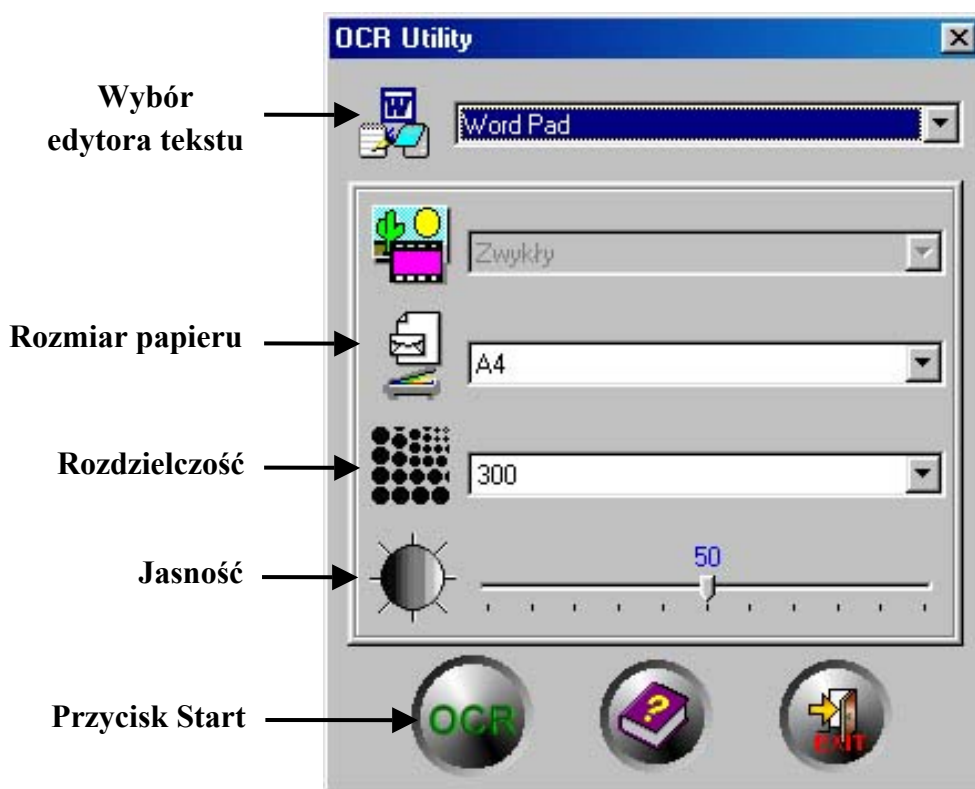 OCR Utility
Wybór
edytora tekstu
W
Word Pad
Zwykły
Rozmiar papieru
A4
Rozdzielczość
300
Jasność
50
Przycisk Start
OCR
?
EXIT